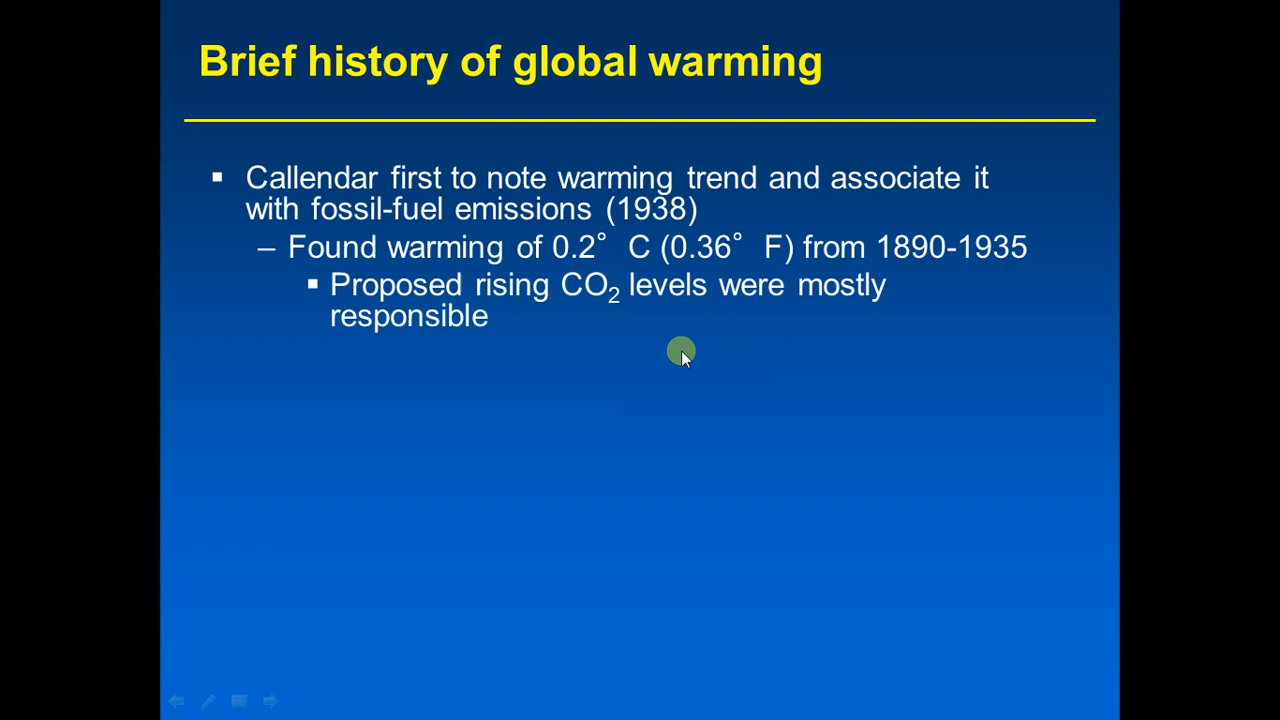 Brief history of global warming
▪ Callendar first to note warming trend and associate it
with fossil-fuel emissions (1938)
– Found warming of 0.2° C (0.36° F) from 1890-1935
▪ Proposed rising CO₂ levels were mostly
responsible